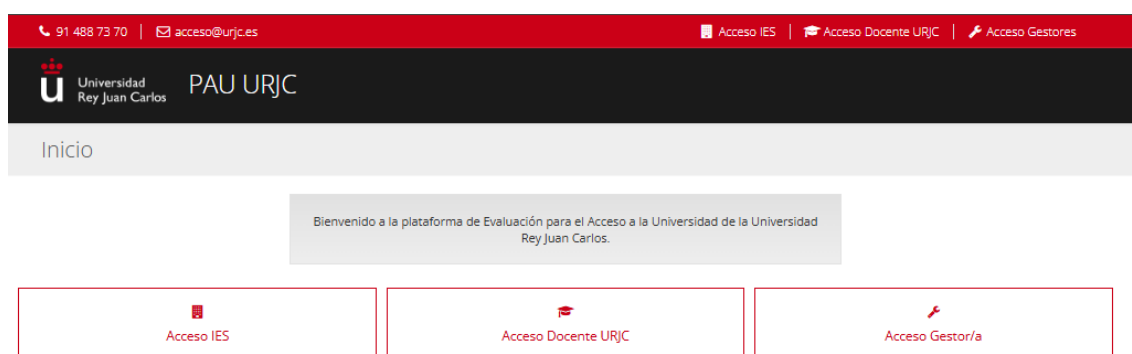 91 488 73 70 | acceso@urjc.es
Acceso IES | Acceso Docente URJC | Acceso Gestores
Universidad
Rey Juan Carlos
PAU URJC
Inicio
Bienvenido a la plataforma de Evaluación para el Acceso a la Universidad de la Universidad
Rey Juan Carlos.
Acceso IES
Acceso Docente URJC
Acceso Gestor/a